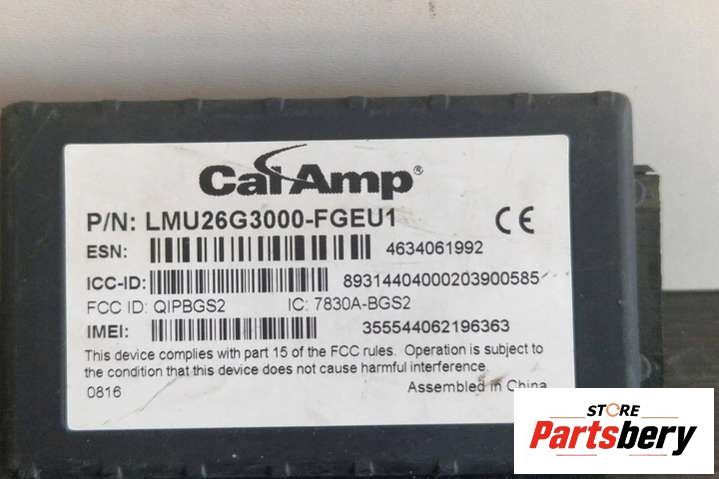 CalAmp®
P/N: LMU26G3000-FGEU1
CE
ESN: 4634061992
ICC-ID: 89314404000203900585
FCC ID: QIPBGS2 IC: 7830A-BGS2
IMEI: 355544062196363
This device complies with part 15 of the FCC rules. Operation is subject to
the condition that this device does not cause harmful interference.
0816 Assembled in China
STORE
Partsbery